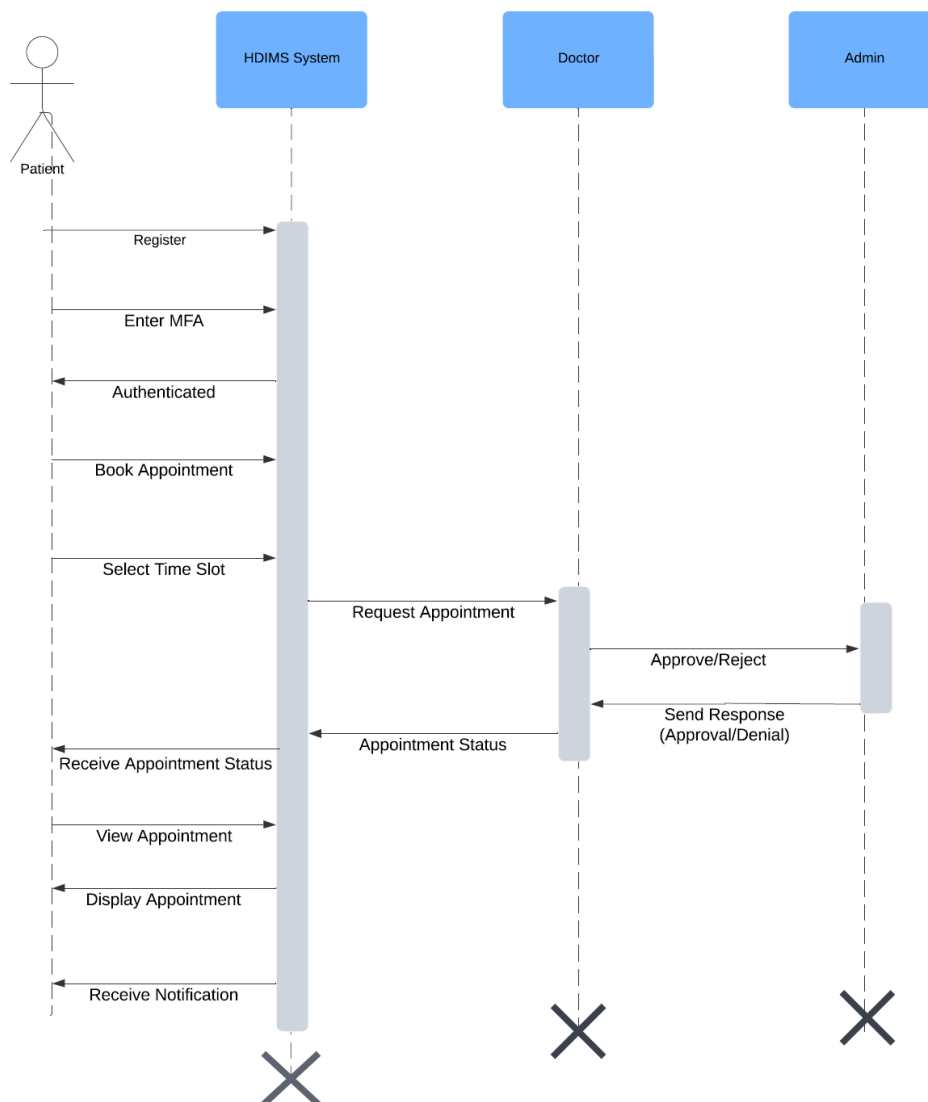 HDIMS System
Doctor
Admin
Patient
Register
Enter MFA
Authenticated
Book Appointment
Select Time Slot
Request Appointment
Approve/Reject
Send Response
(Approval/Denial)
Appointment Status
Receive Appointment Status
View Appointment
Display Appointment
Receive Notification